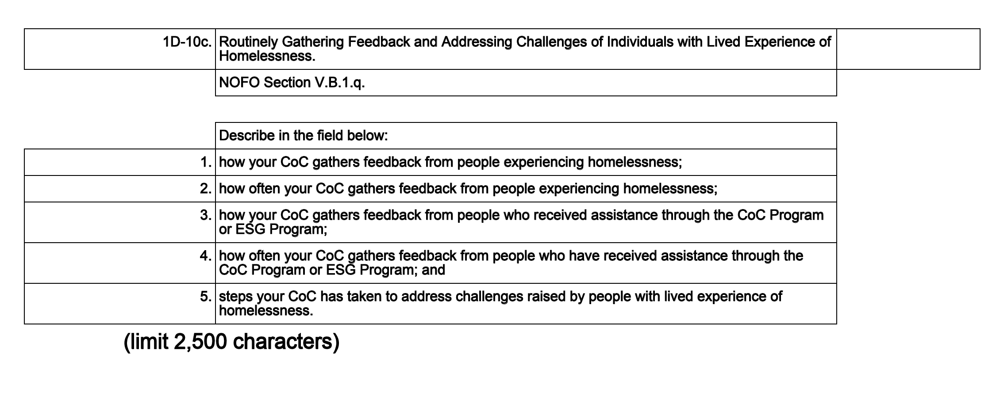 1D-10c. Routinely Gathering Feedback and Addressing Challenges of Individuals with Lived Experience of
Homelessness.
NOFO Section V.B.1.q.
Describe in the field below:
1. how your CoC gathers feedback from people experiencing homelessness;
2. how often your CoC gathers feedback from people experiencing homelessness;
3. how your CoC gathers feedback from people who received assistance through the CoC Program
or ESG Program;
4. how often your CoC gathers feedback from people who have received assistance through the
CoC Program or ESG Program; and
5. steps your CoC has taken to address challenges raised by people with lived experience of
homelessness.
(limit 2,500 characters)